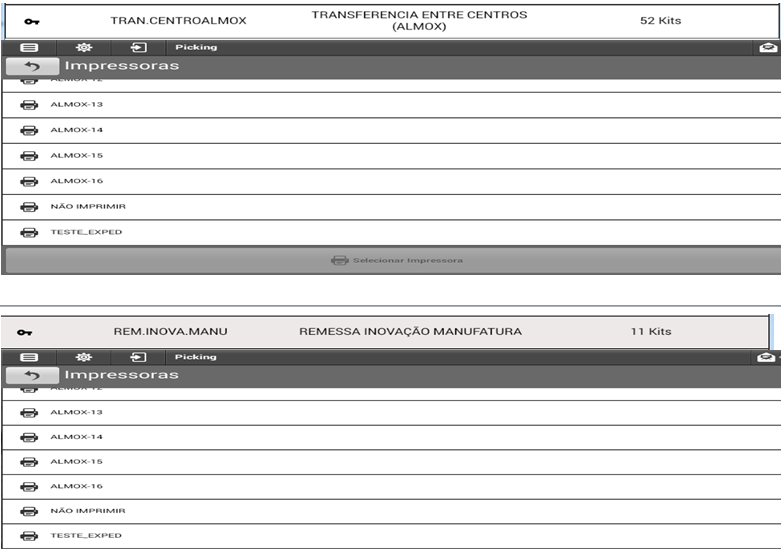 TRAN.CENTROALMOX TRANSFERENCIA ENTRE CENTROS 52 Kits
(ALMOX)
Picking
Impressoras
ALMOX-13
ALMOX-14
ALMOX-15
ALMOX-16
NÃO IMPRIMIR
TESTE_EXPED
Selecionar Impressora
REM.INOVA.MANU REMESSA INOVAÇÃO MANUFATURA 11 Kits
Picking
Impressoras
ALMOX-13
ALMOX-14
ALMOX-15
ALMOX-16
NÃO IMPRIMIR
TESTE_EXPED